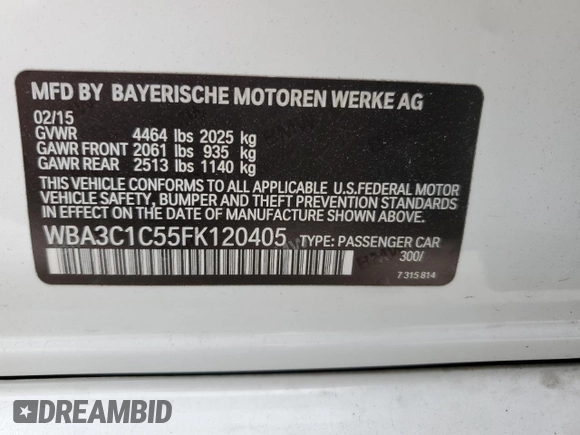 MFD BY BAYERISCHE MOTOREN WERKE AG
02/15
GVWR 4464 lbs 2025 kg
GAWR FRONT 2061 lbs 935 kg
GAWR REAR 2513 lbs 1140 kg
THIS VEHICLE CONFORMS TO ALL APPLICABLE U.S.FEDERAL MOTOR
VEHICLE SAFETY, BUMPER AND THEFT PREVENTION STANDARDS
IN EFFECT ON THE DATE OF MANUFACTURE SHOWN ABOVE.
WBA3C1C55FK120405 TYPE: PASSENGER CAR
300/
7 315 814
DREAMBID